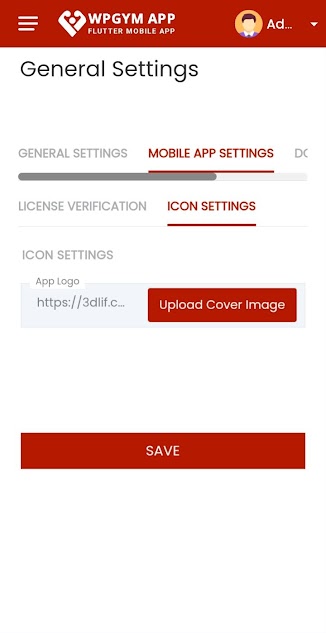 WPGYM APP
FLUTTER MOBILE APP
Ad...
General Settings
GENERAL SETTINGS MOBILE APP SETTINGS DO
LICENSE VERIFICATION ICON SETTINGS
ICON SETTINGS
App Logo
https://3dlif.c... Upload Cover Image
SAVE